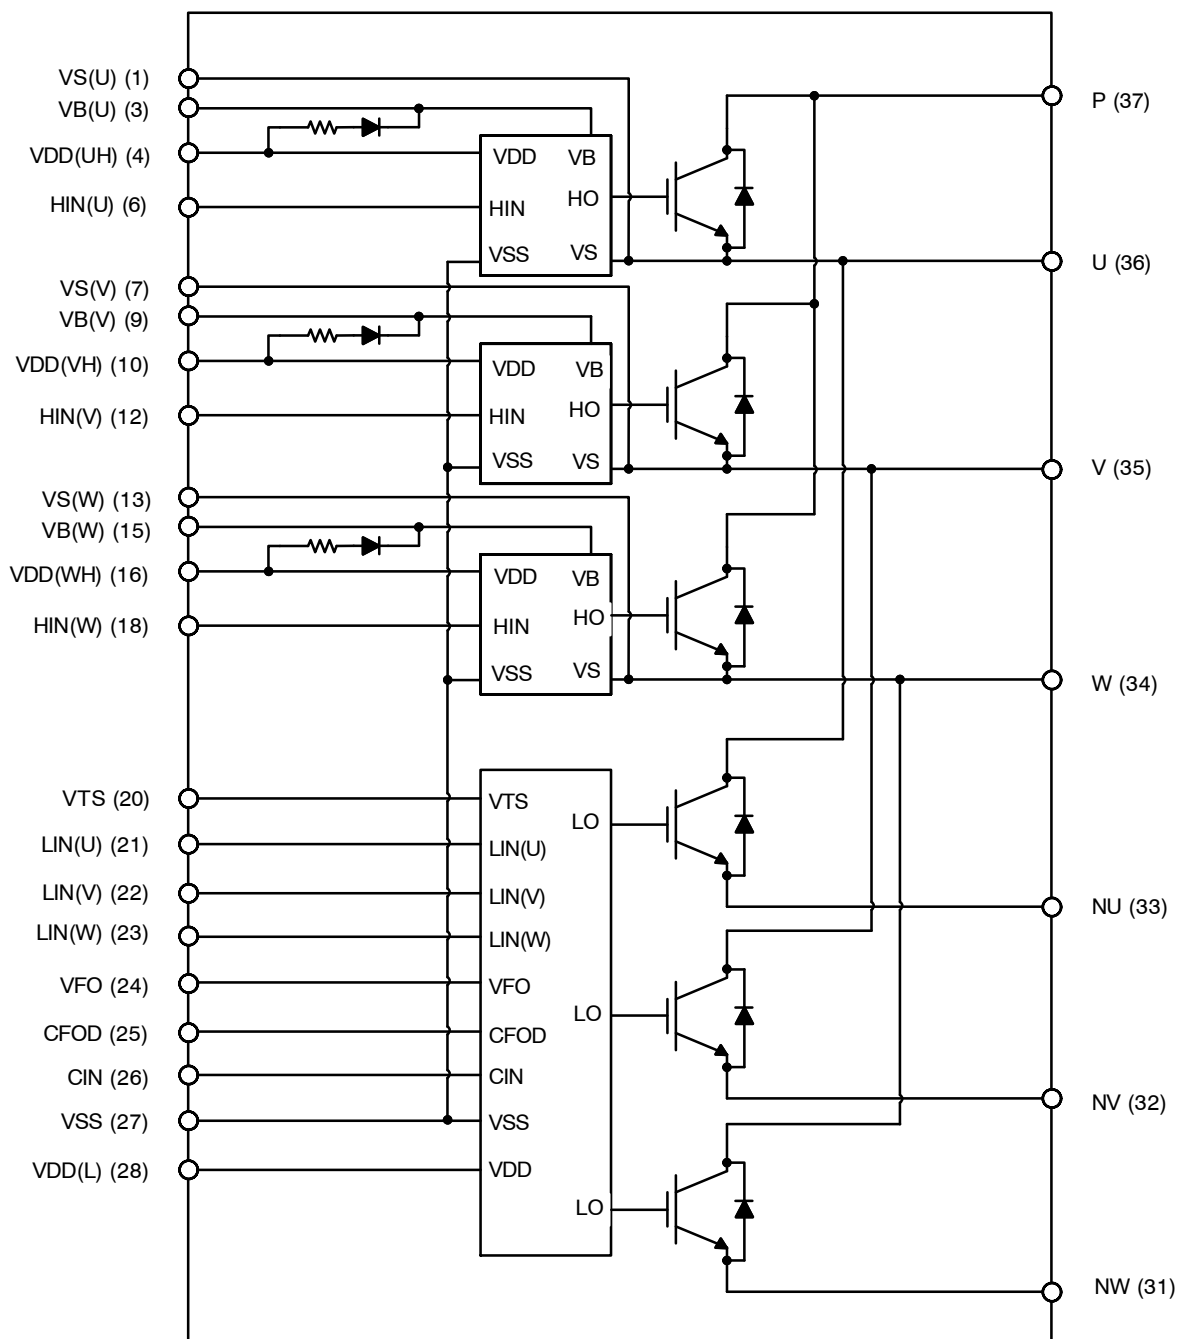 VS(U) (1)
VB(U) (3)
VDD(UH) (4)
HIN(U) (6)
VS(V) (7)
VB(V) (9)
VDD(VH) (10)
HIN(V) (12)
VS(W) (13)
VB(W) (15)
VDD(WH) (16)
HIN(W) (18)
VTS (20)
LIN(U) (21)
LIN(V) (22)
LIN(W) (23)
VFO (24)
CFOD (25)
CIN (26)
VSS (27)
VDD(L) (28)
VDD VB
HO
HIN
VSS VS
VDD VB
HO
HIN
VSS VS
VDD VB
HO
HIN
VSS VS
VTS
LO
LIN(U)
LIN(V)
LIN(W)
VFO
LO
CFOD
CIN
VSS
VDD
LO
P (37)
U (36)
V (35)
W (34)
NU (33)
NV (32)
NW (31)